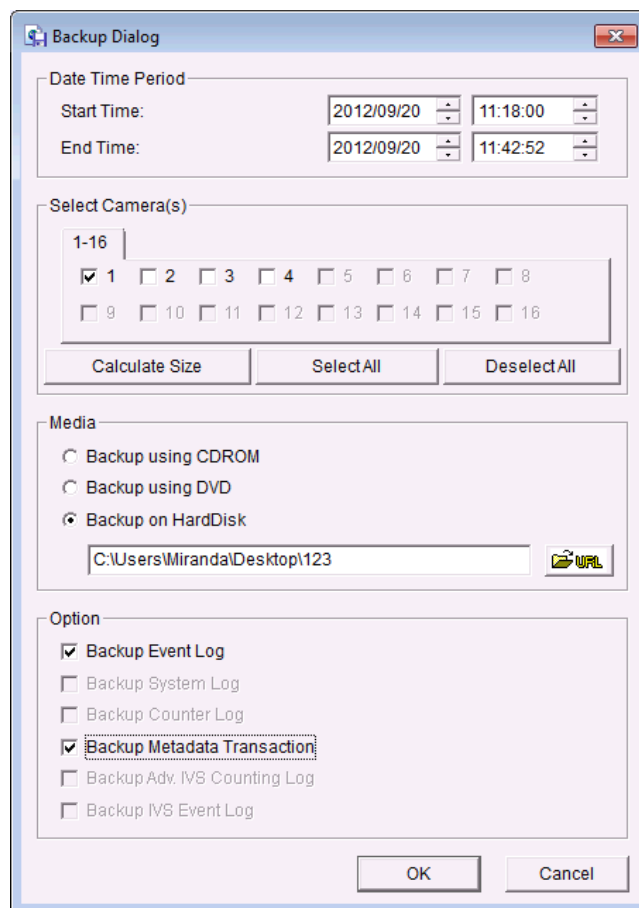 Backup Dialog
Date Time Period
Start Time: 2012/09/20 11:18:00
End Time: 2012/09/20 11:42:52
Select Camera(s)
1-16
1 2 3 4 5 6 7 8
9 10 11 12 13 14 15 16
Calculate Size Select All Deselect All
Media
Backup using CDROM
Backup using DVD
Backup on HardDisk
C:\Users\Miranda\Desktop\123 URL
Option
Backup Event Log
Backup System Log
Backup Counter Log
Backup Metadata Transaction
Backup Adv. IVS Counting Log
Backup IVS Event Log
OK Cancel